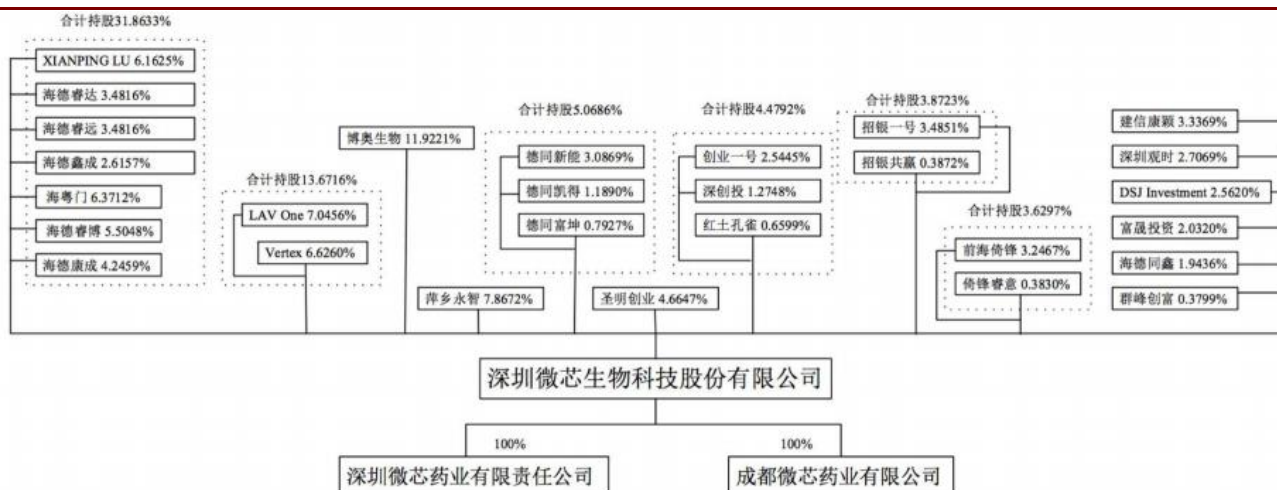 合计持股31.8633%
XIANPING LU 6.1625%
海德睿达 3.4816%
海德睿远 3.4816%
海德鑫成 2.6157%
海粤门 6.3712%
海德睿博 5.5048%
海德康成 4.2459%
合计持股13.6716%
LAV One 7.0456%
Vertex 6.6260%
博奥生物 11.9221%
萍乡永智 7.8672%
合计持股5.0686%
德同新能 3.0869%
德同凯得 1.1890%
德同富坤 0.7927%
圣明创业 4.6647%
合计持股4.4792%
创业一号 2.5445%
深创投 1.2748%
红土孔雀 0.6599%
合计持股3.8723%
招银一号 3.4851%
招银共赢 0.3872%
合计持股3.6297%
前海倚锋 3.2467%
倚锋睿意 0.3830%
建信康颖 3.3369%
深圳观时 2.7069%
DSJ Investment 2.5620%
富晟投资 2.0320%
海德同鑫 1.9436%
群峰创富 0.3799%
深圳微芯生物科技股份有限公司
100%
100%
深圳微芯药业有限责任公司
成都微芯药业有限公司